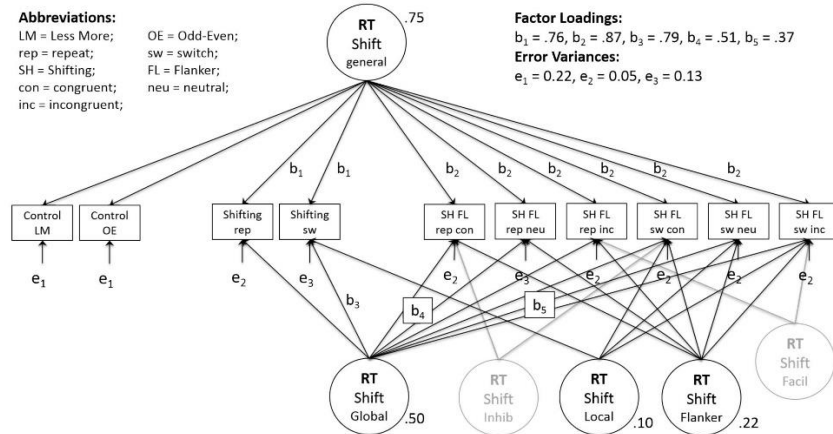 Abbreviations:
LM = Less More; OE = Odd-Even;
rep = repeat; sw = switch;
SH = Shifting; FL = Flanker;
con = congruent; neu = neutral;
inc = incongruent;
RT
Shift
general
.75
Factor Loadings:
b₁ = .76, b₂ = .87, b₃ = .79, b₄ = .51, b₅ = .37
Error Variances:
e₁ = 0.22, e₂ = 0.05, e₃ = 0.13
b₁ b₁ b₂ b₂ b₂ b₂ b₂ b₂
Control
LM
Control
OE
Shifting
rep
Shifting
sw
SH FL
rep con
SH FL
rep neu
SH FL
rep inc
SH FL
sw con
SH FL
sw neu
SH FL
sw inc
e₁ e₁ e₂ e₃ e₂ e₃ e₂ e₂ e₂ e₂
b₃ b₄ b₅
RT
Shift
Global
.50
RT
Shift
Inhib
RT
Shift
Local
.10
RT
Shift
Flanker
.22
RT
Shift
Facil